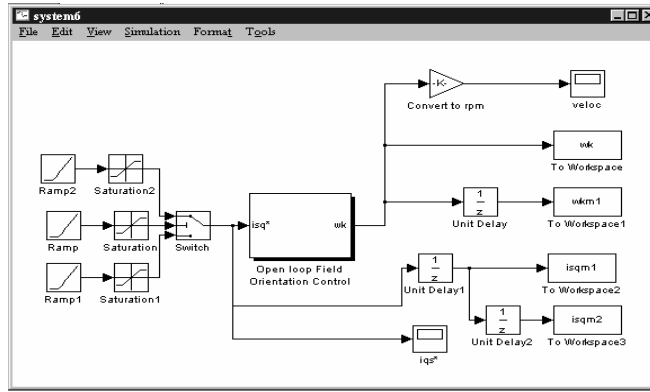 system6
File Edit View Simulation Format Tools
-K-
Convert to rpm
veloc
wk
To Workspace
Ramp2
Saturation2
isq*
wk
1
z
Unit Delay
wkm1
To Workspace1
Ramp
Saturation
Switch
Open loop Field
Orientation Control
1
z
Unit Delay1
isqm1
To Workspace2
Ramp1
Saturation1
1
z
Unit Delay2
isqm2
To Workspace3
iqs*